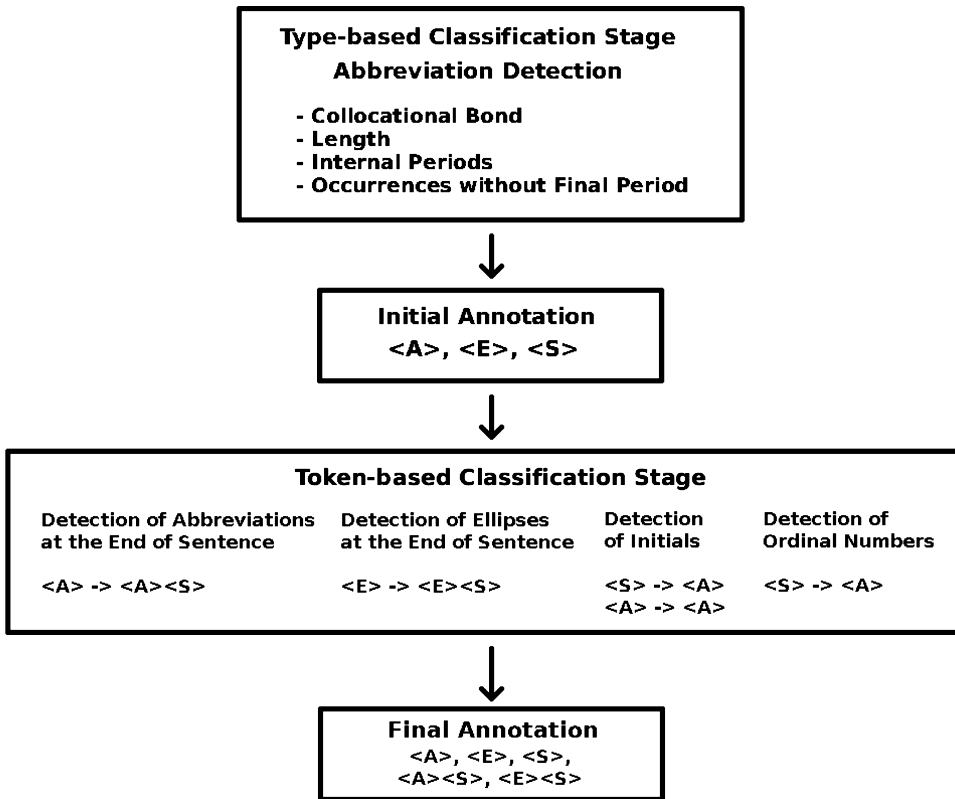 Type-based Classification Stage
Abbreviation Detection
- Collocational Bond
- Length
- Internal Periods
- Occurrences without Final Period
Initial Annotation
<A>, <E>, <S>
Token-based Classification Stage
Detection of Abbreviations
at the End of Sentence
<A> -> <A><S>
Detection of Ellipses
at the End of Sentence
<E> -> <E><S>
Detection
of Initials
<S> -> <A>
<A> -> <A>
Detection of
Ordinal Numbers
<S> -> <A>
Final Annotation
<A>, <E>, <S>,
<A><S>, <E><S>